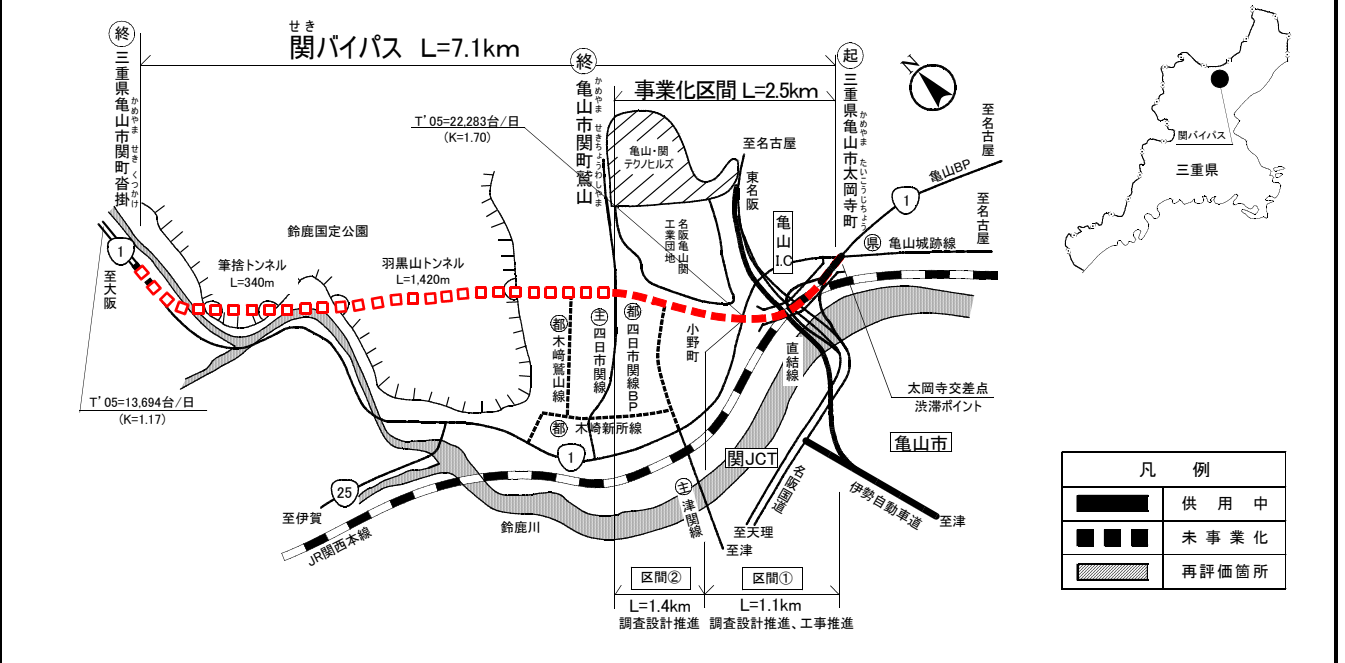 せき
関バイパス L=7.1km
終
三重県亀山市関町沓掛
かめやま せき くつかけ
終
亀山市関町鷲山
かめやま せきちょうわしやま
事業化区間 L=2.5km
起
三重県亀山市太岡寺町
かめやま たいこうじちょう
N
T'05=22,283台/日
(K=1.70)
亀山・関
テクノヒルズ
至名古屋
東名阪
亀山BP
至名古屋
1
至名古屋
県 亀山城跡線
亀山I.C
名阪亀山関
工業団地
鈴鹿国定公園
1
至大阪
筆捨トンネル
L=340m
羽黒山トンネル
L=1,420m
都 木崎鷲山線
主 四日市関線
都 四日市関線BP
小野町
直結線
太岡寺交差点
渋滞ポイント
T'05=13,694台/日
(K=1.17)
都 木崎新所線
1
関JCT
亀山市
25
至伊賀
JR関西本線
鈴鹿川
主 津関線
名阪国道
伊勢自動車道
至津
至天理
至津
区間②
区間①
L=1.4km
L=1.1km
調査設計推進
調査設計推進、工事推進
関バイパス
三重県
凡 例
供 用 中
未 事 業 化
再評価箇所